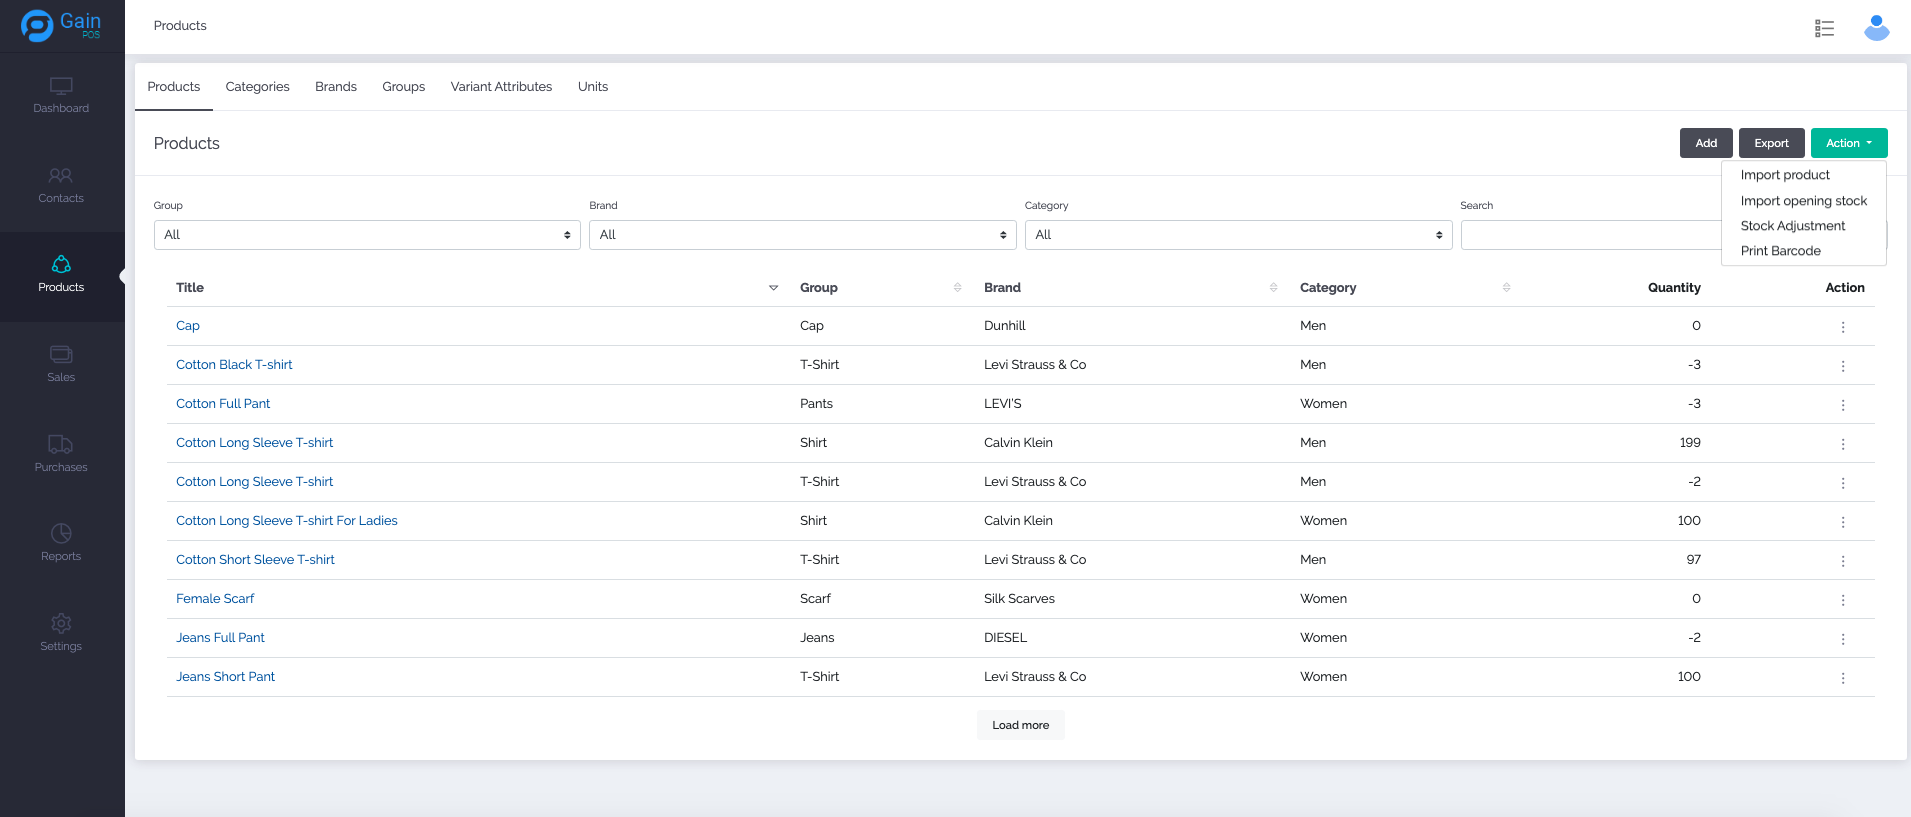 Gain
POS
Products
Dashboard
Contacts
Products
Sales
Purchases
Reports
Settings
Products Categories Brands Groups Variant Attributes Units
Products
Add Export Action
Import product
Import opening stock
Stock Adjustment
Print Barcode
Group Brand Category Search
All All All
Title Group Brand Category Quantity Action
Cap Cap Dunhill Men 0
Cotton Black T-shirt T-Shirt Levi Strauss & Co Men -3
Cotton Full Pant Pants LEVI'S Women -3
Cotton Long Sleeve T-shirt Shirt Calvin Klein Men 199
Cotton Long Sleeve T-shirt T-Shirt Levi Strauss & Co Men -2
Cotton Long Sleeve T-shirt For Ladies Shirt Calvin Klein Women 100
Cotton Short Sleeve T-shirt T-Shirt Levi Strauss & Co Men 97
Female Scarf Scarf Silk Scarves Women 0
Jeans Full Pant Jeans DIESEL Women -2
Jeans Short Pant T-Shirt Levi Strauss & Co Women 100
Load more